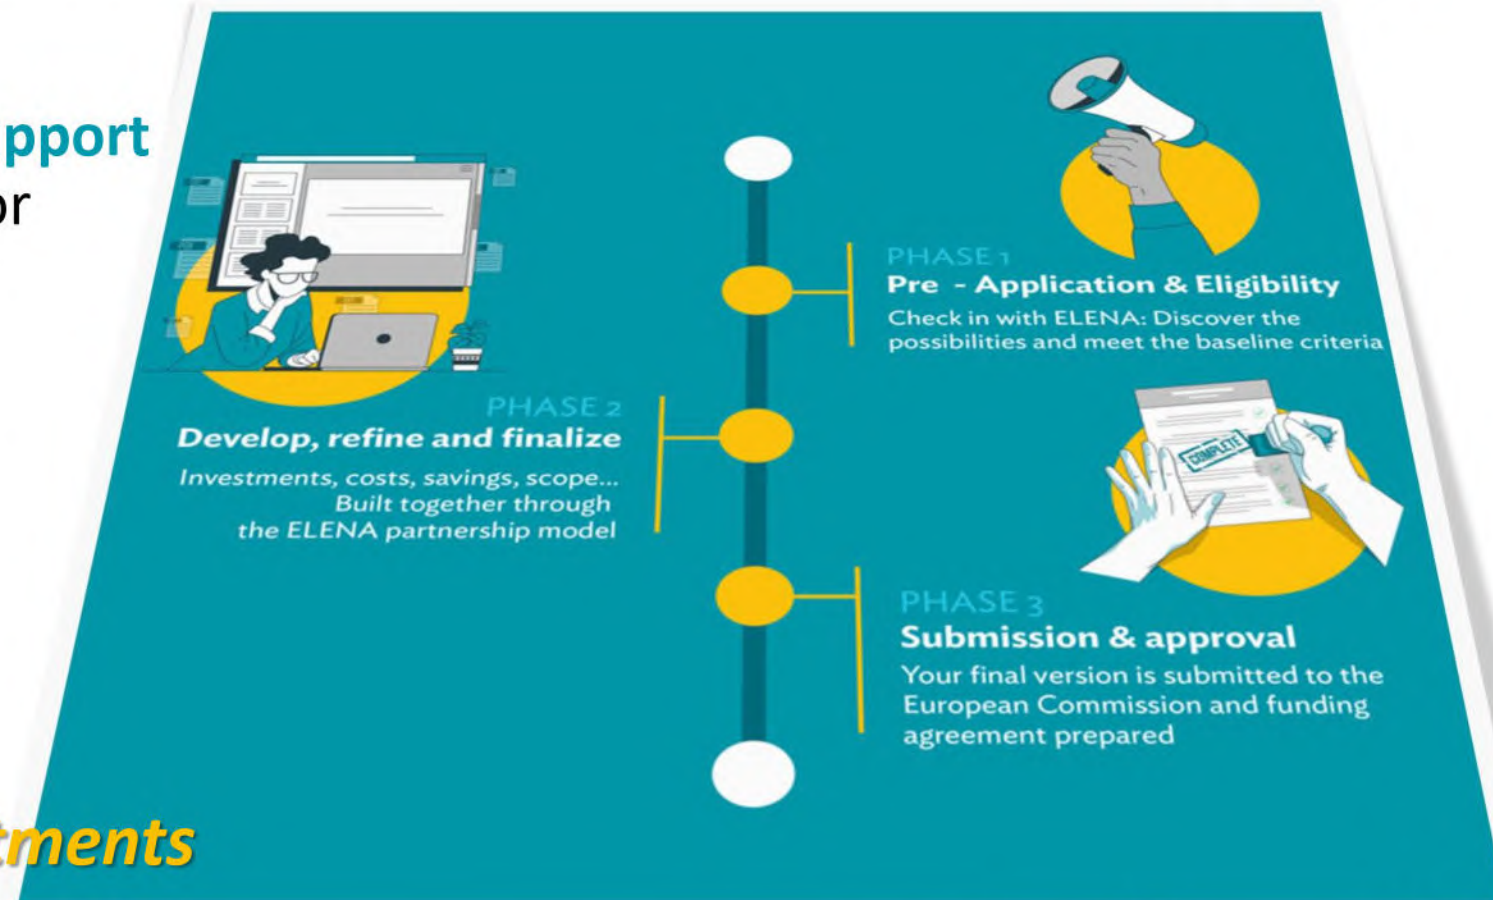 pport
or
PHASE 1
Pre - Application & Eligibility
Check in with ELENA: Discover the
possibilities and meet the baseline criteria
PHASE 2
Develop, refine and finalize
Investments, costs, savings, scope...
Built together through
the ELENA partnership model
COMPLETE
PHASE 3
Submission & approval
Your final version is submitted to the
European Commission and funding
agreement prepared
tments